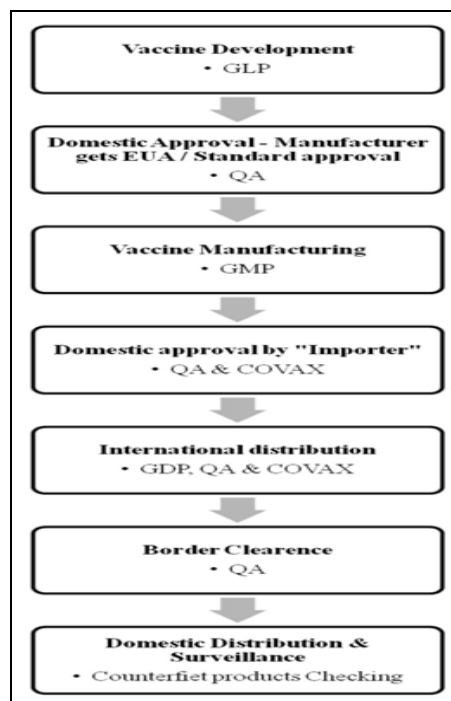 Vaccine Development
• GLP
Domestic Approval - Manufacturer
gets EUA / Standard approval
• QA
Vaccine Manufacturing
• GMP
Domestic approval by "Importer"
• QA & COVAX
International distribution
• GDP, QA & COVAX
Border Clearence
• QA
Domestic Distribution &
Surveillance
• Counterfiet products Checking